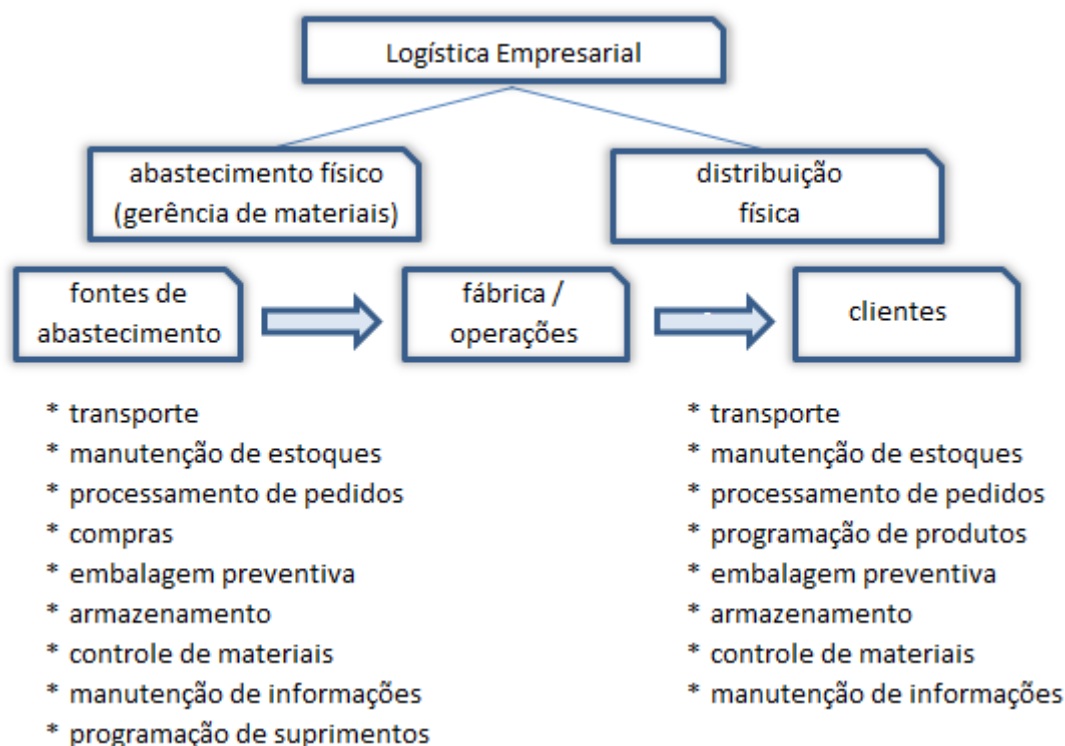 Logística Empresarial
abastecimento físico
(gerência de materiais)
distribuição
física
fontes de
abastecimento
fábrica /
operações
clientes
* transporte
* manutenção de estoques
* processamento de pedidos
* compras
* embalagem preventiva
* armazenamento
* controle de materiais
* manutenção de informações
* programação de suprimentos
* transporte
* manutenção de estoques
* processamento de pedidos
* programação de produtos
* embalagem preventiva
* armazenamento
* controle de materiais
* manutenção de informações